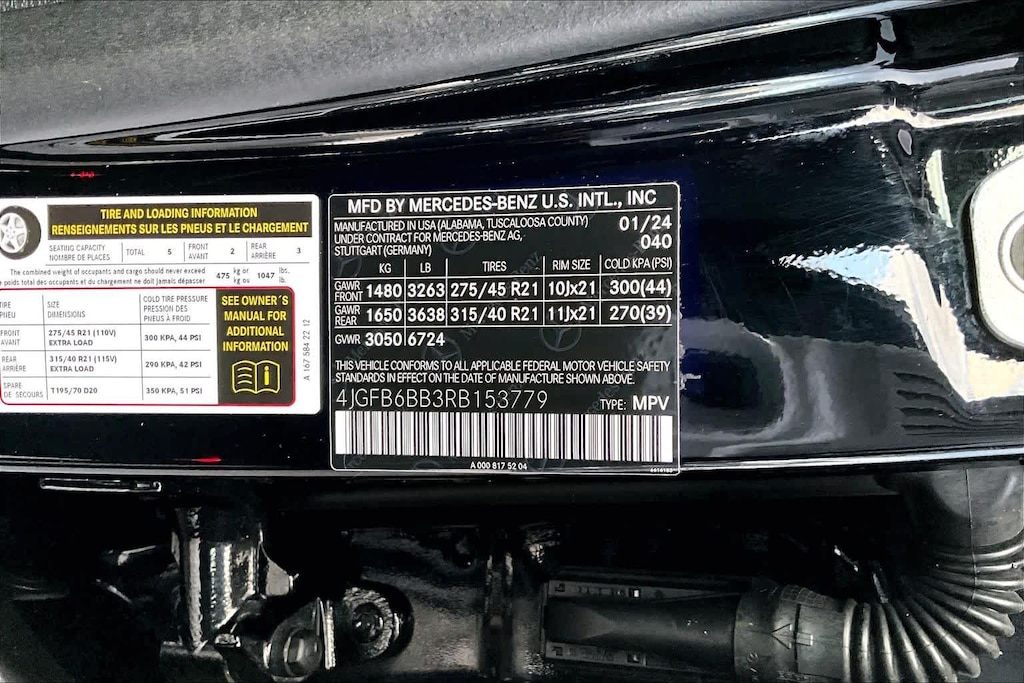 TIRE AND LOADING INFORMATION
RENSEIGNEMENTS SUR LES PNEUS ET LE CHARGEMENT
SEATING CAPACITY
NOMBRE DE PLACES
TOTAL 5
FRONT
AVANT
2
REAR
ARRIÈRE
3
The combined weight of occupants and cargo should never exceed
poids total des occupants et du chargement ne doit jamais dépasser
475 kg or
kg ou
1047 lbs.
lb.
SIZE
DIMENSIONS
COLD TIRE PRESSURE
PRESSION DES
PNEUS À FROID
275/45 R21 (110V)
EXTRA LOAD
300 KPA, 44 PSI
REAR
ARRIÈRE
315/40 R21 (115V)
EXTRA LOAD
290 KPA, 42 PSI
SPARE
DE SECOURS
T195/70 D20
350 KPA, 51 PSI
SEE OWNER´S
MANUAL FOR
ADDITIONAL
INFORMATION
A 167 584 22 12
MFD BY MERCEDES-BENZ U.S. INTL., INC
MANUFACTURED IN USA (ALABAMA, TUSCALOOSA COUNTY)
UNDER CONTRACT FOR MERCEDES-BENZ AG,
STUTTGART (GERMANY)
01/24
040
KG LB TIRES RIM SIZE COLD KPA(PSI)
GAWR
FRONT
1480 3263 275/45 R21 10Jx21 300(44)
GAWR
REAR
1650 3638 315/40 R21 11Jx21 270(39)
GVWR 3050 6724
THIS VEHICLE CONFORMS TO ALL APPLICABLE FEDERAL MOTOR VEHICLE SAFETY
STANDARDS IN EFFECT ON THE DATE OF MANUFACTURE SHOWN ABOVE.
4JGFB6BB3RB153779 TYPE: MPV
A 000 817 52 04